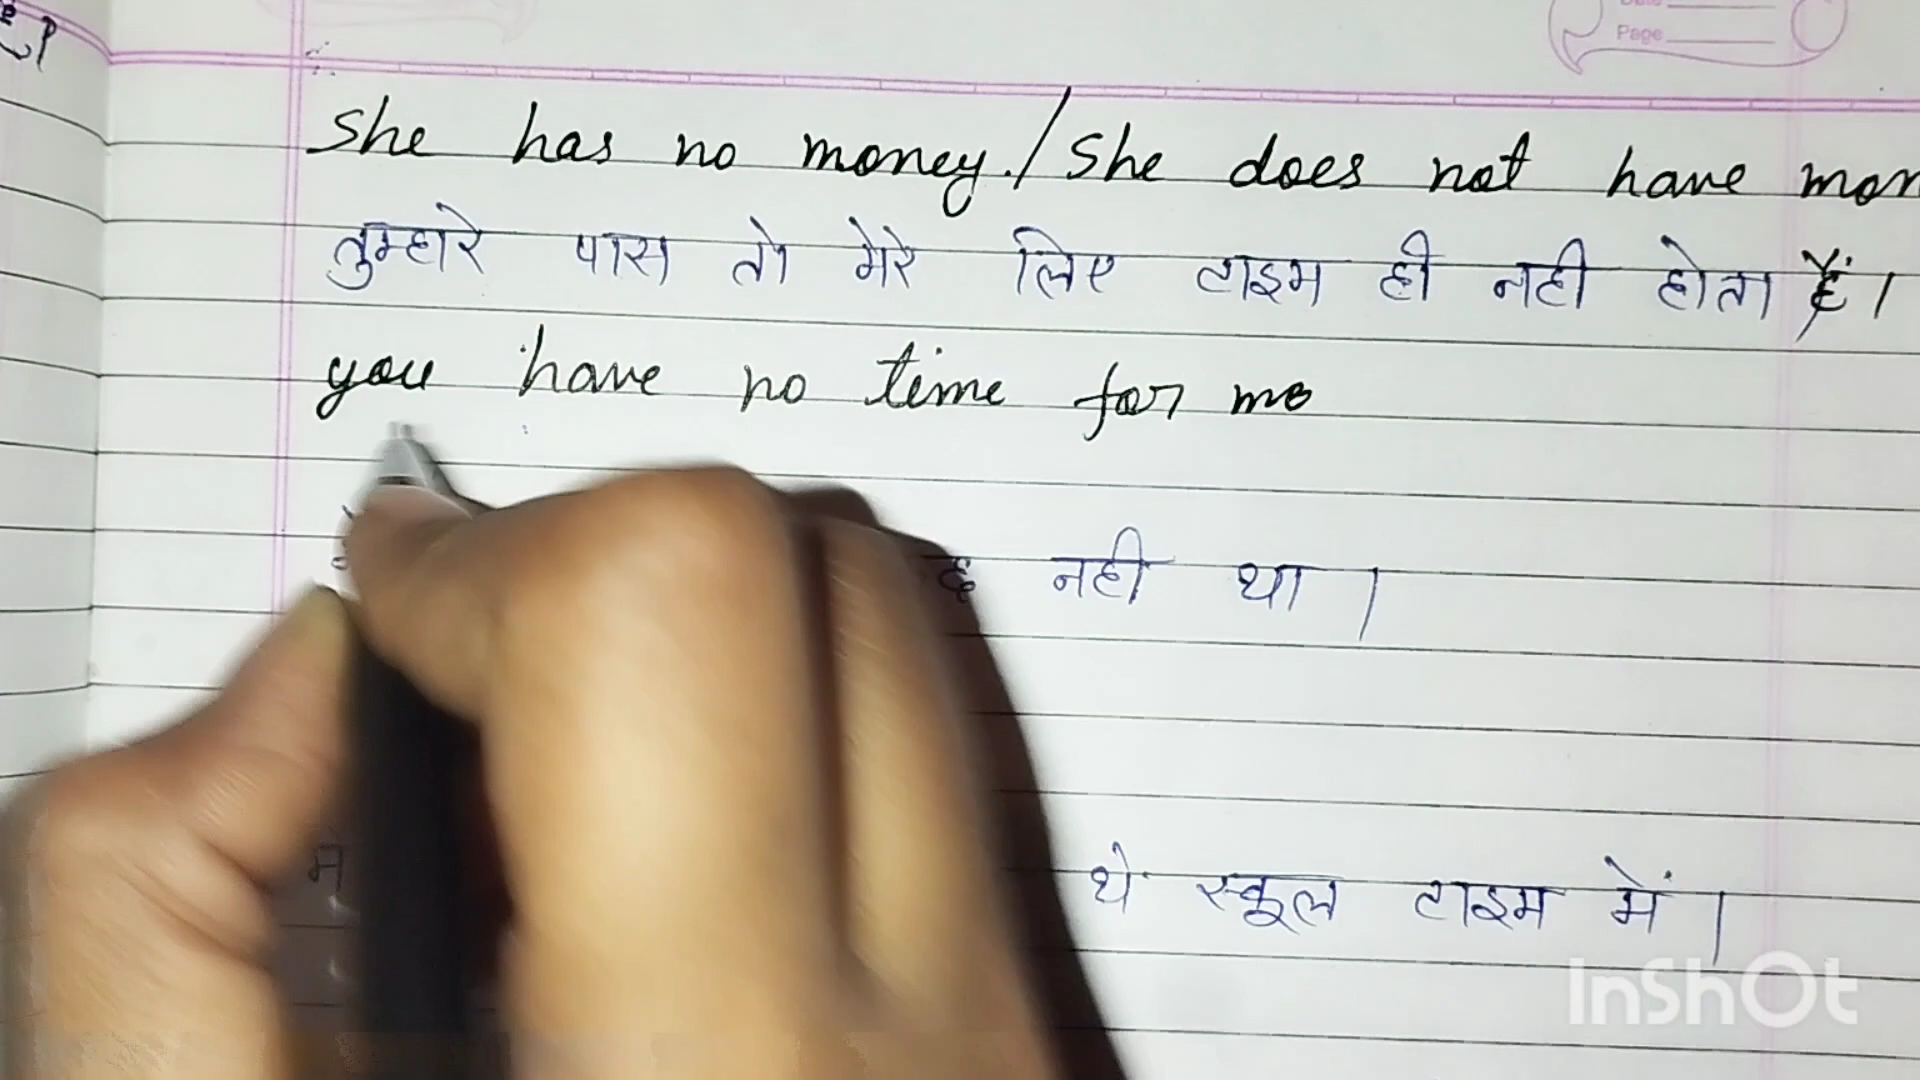 Date
Page
She has no money. / She does not have
तुम्हारे पास तो मेरे लिए टाइम ही नही होता है।
you have no time for me
नही था ।
थे स्कूल टाइम में ।
InShOt